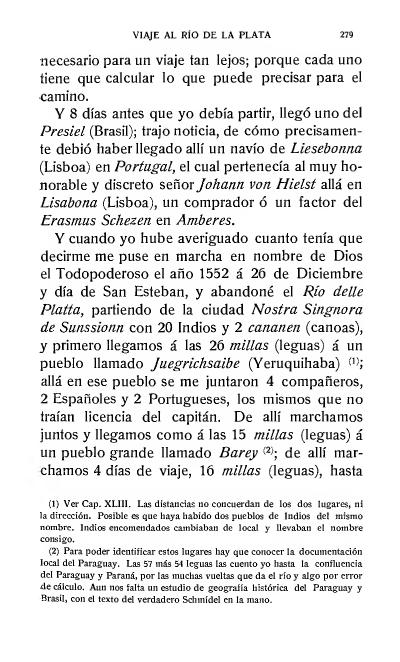 VIAJE AL RÍO DE LA PLATA 279
necesario para un viaje tan lejos; porque cada uno
tiene que calcular lo que puede precisar para el
camino.
Y 8 días antes que yo debía partir, llegó uno del
Presiel (Brasil); trajo noticia, de cómo precisamen-
te debió haber llegado allí un navío de Liesebonna
(Lisboa) en Portugal, el cual pertenecía al muy ho-
norable y discreto señor Johann von Hielst allá en
Lisabona (Lisboa), un comprador ó un factor del
Erasmus Schezen en Amberes.
Y cuando yo hube averiguado cuanto tenía que
decirme me puse en marcha en nombre de Dios
el Todopoderoso el año 1552 á 26 de Diciembre
y día de San Esteban, y abandoné el Río delle
Platta, partiendo de la ciudad Nostra Singnora
de Sunssionn con 20 Indios y 2 cananen (canoas),
y primero llegamos á las 26 millas (leguas) á un
pueblo llamado Juegrichsaibe (Yeruquihaba) (1);
allá en ese pueblo se me juntaron 4 compañeros,
2 Españoles y 2 Portugueses, los mismos que no
traían licencia del capitán. De allí marchamos
juntos y llegamos como á las 15 millas (leguas) á
un pueblo grande llamado Barey (2); de allí mar-
chamos 4 días de viaje, 16 millas (leguas), hasta
(1) Ver Cap. XLIII. Las distancias no concuerdan de los dos lugares, ni
la dirección. Posible es que haya habido dos pueblos de Indios del mismo
nombre. Indios encomendados cambiaban de local y llevaban el nombre
consigo.
(2) Para poder identificar estos lugares hay que conocer la documentación
local del Paraguay. Las 57 más 54 leguas las cuento yo hasta la confluencia
del Paraguay y Paraná, por las muchas vueltas que da el río y algo por error
de cálculo. Aun nos falta un estudio de geografía histórica del Paraguay y
Brasil, con el texto del verdadero Schmídel en la mano.